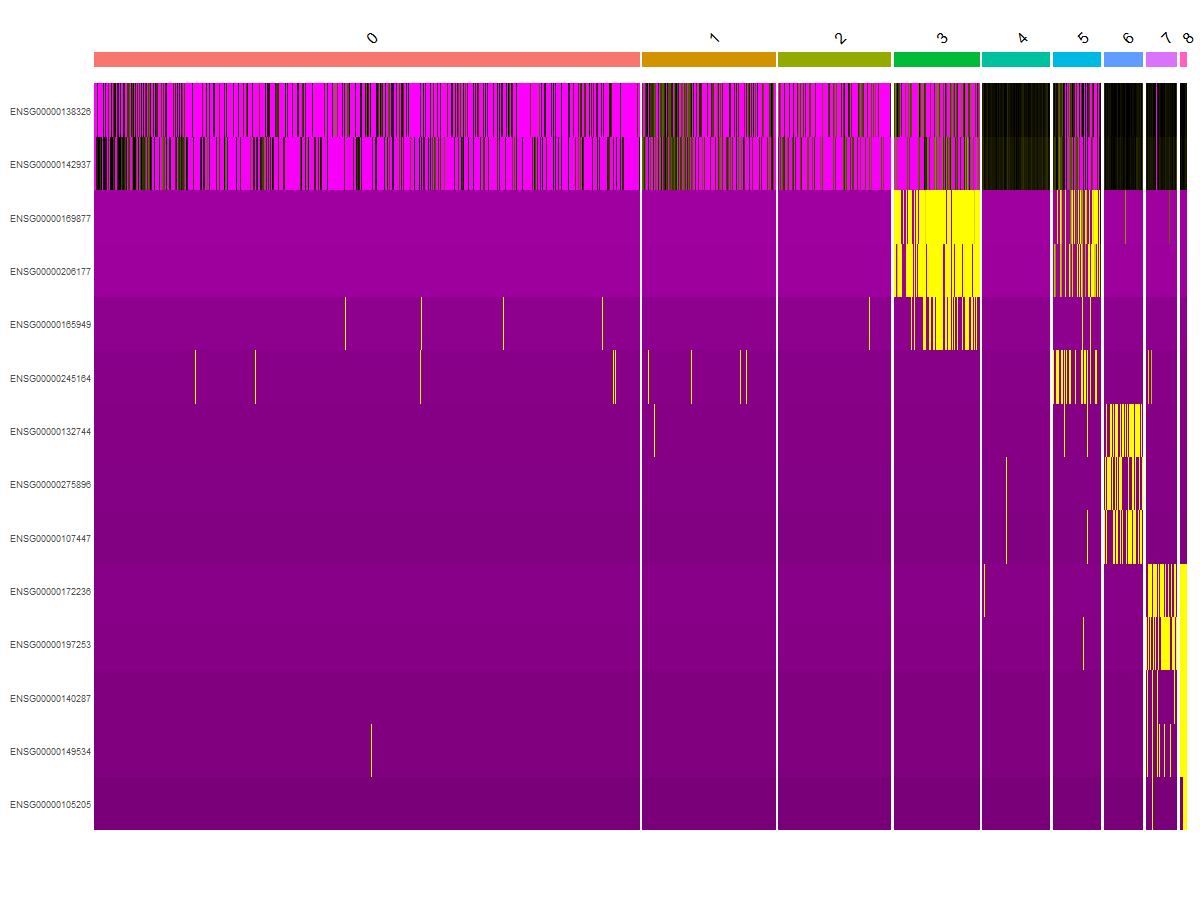 0 1 2 3 4 5 6 7 8
ENSG00000138326
ENSG00000142937
ENSG00000169877
ENSG00000206177
ENSG00000165949
ENSG00000245164
ENSG00000132744
ENSG00000275896
ENSG00000107447
ENSG00000172236
ENSG00000197253
ENSG00000140287
ENSG00000149534
ENSG00000105205